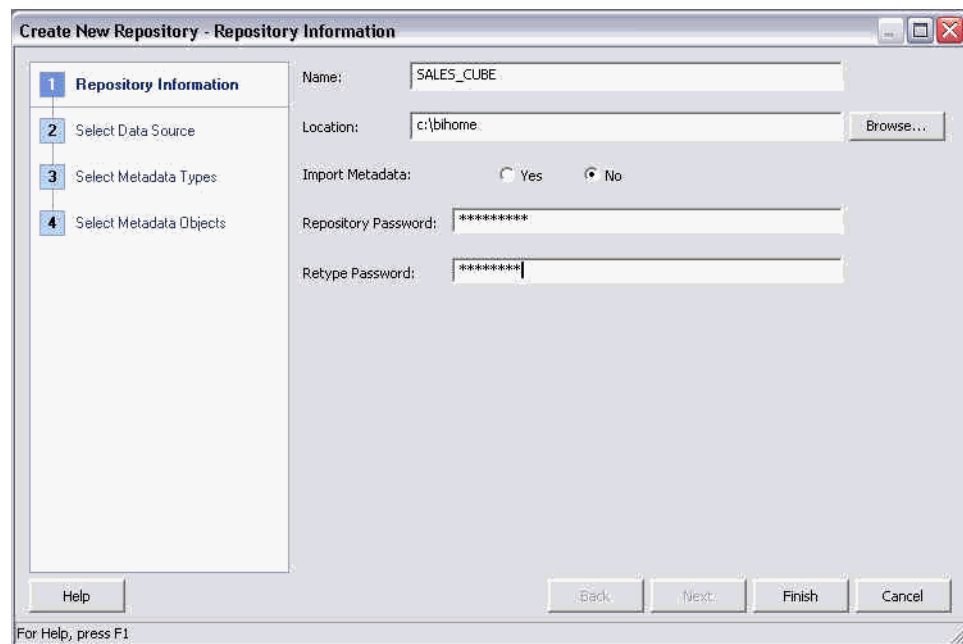 Create New Repository - Repository Information
1 Repository Information
2 Select Data Source
3 Select Metadata Types
4 Select Metadata Objects
Name: SALES_CUBE
Location: c:\bihome Browse...
Import Metadata: Yes No
Repository Password: *********
Retype Password: ********
Help Back Next Finish Cancel
For Help, press F1